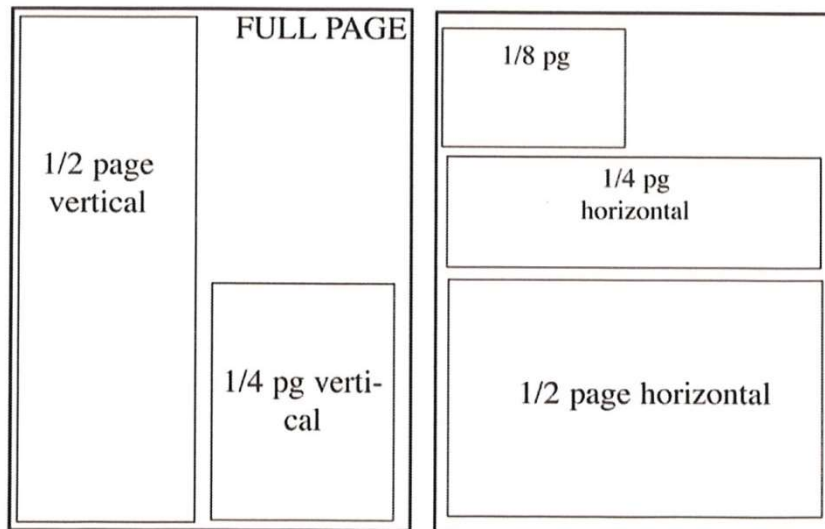 FULL PAGE
1/2 page
vertical
1/4 pg verti-
cal
1/8 pg
1/4 pg
horizontal
1/2 page horizontal